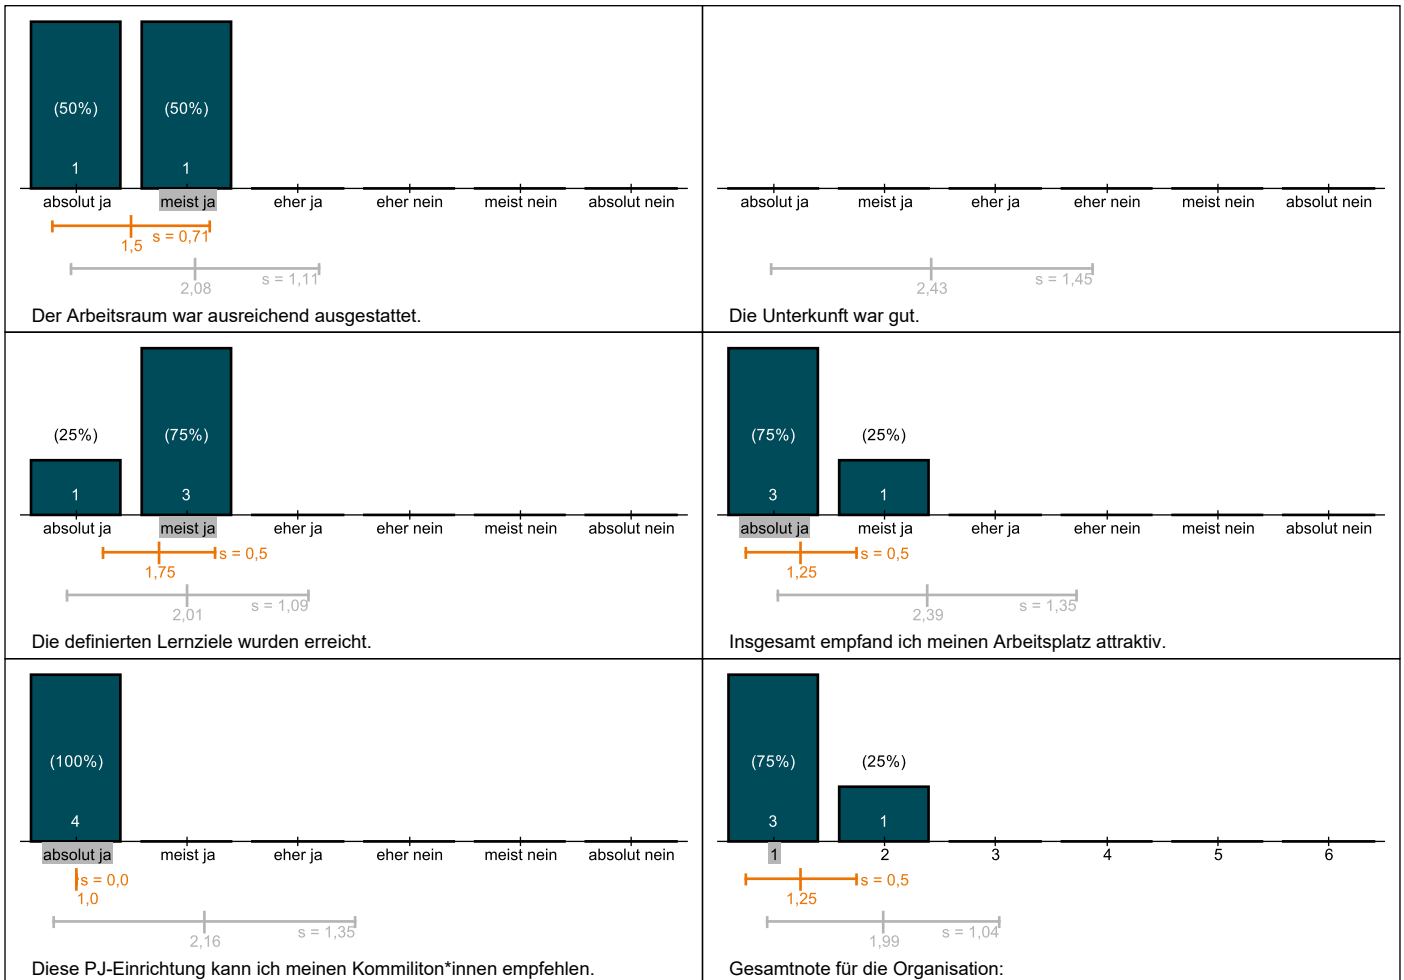 (50%)
(50%)
1
1
absolut ja
meist ja
eher ja
eher nein
meist nein
absolut nein
1,5
s = 0,71
2,08
s = 1,11
Der Arbeitsraum war ausreichend ausgestattet.
absolut ja
meist ja
eher ja
eher nein
meist nein
absolut nein
2,43
s = 1,45
Die Unterkunft war gut.
(25%)
(75%)
1
3
absolut ja
meist ja
eher ja
eher nein
meist nein
absolut nein
s = 0,5
1,75
2,01
s = 1,09
Die definierten Lernziele wurden erreicht.
(75%)
(25%)
3
1
absolut ja
meist ja
eher ja
eher nein
meist nein
absolut nein
s = 0,5
1,25
2,39
s = 1,35
Insgesamt empfand ich meinen Arbeitsplatz attraktiv.
(100%)
4
absolut ja
meist ja
eher ja
eher nein
meist nein
absolut nein
s = 0,0
1,0
2,16
s = 1,35
Diese PJ-Einrichtung kann ich meinen Kommiliton*innen empfehlen.
(75%)
(25%)
3
1
1
2
3
4
5
6
s = 0,5
1,25
1,99
s = 1,04
Gesamtnote für die Organisation: